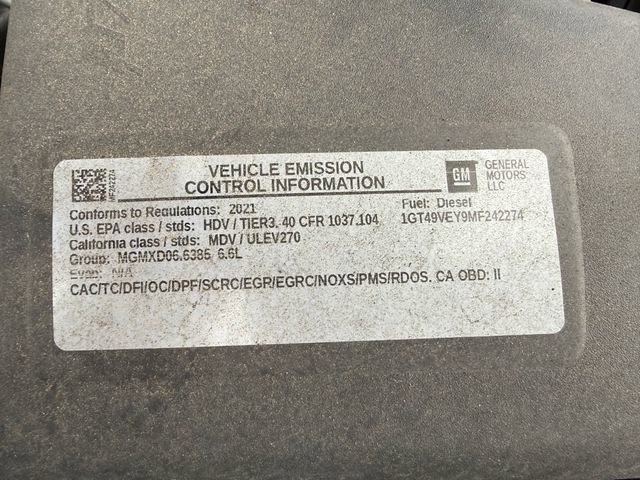 VEHICLE EMISSION
CONTROL INFORMATION
GM
GENERAL
MOTORS
LLC
Conforms to Regulations: 2021
Fuel: Diesel
U.S. EPA class / stds: HDV / TIER3, 40 CFR 1037.104
1GT49VEY9MF242274
California class / stds: MDV / ULEV270
Group: MGMXD06.6385 6.6L
Evap: N/A
CAC/TC/DFI/OC/DPF/SCRC/EGR/EGRC/NOXS/PMS/RDOS. CA OBD: II
MF242274